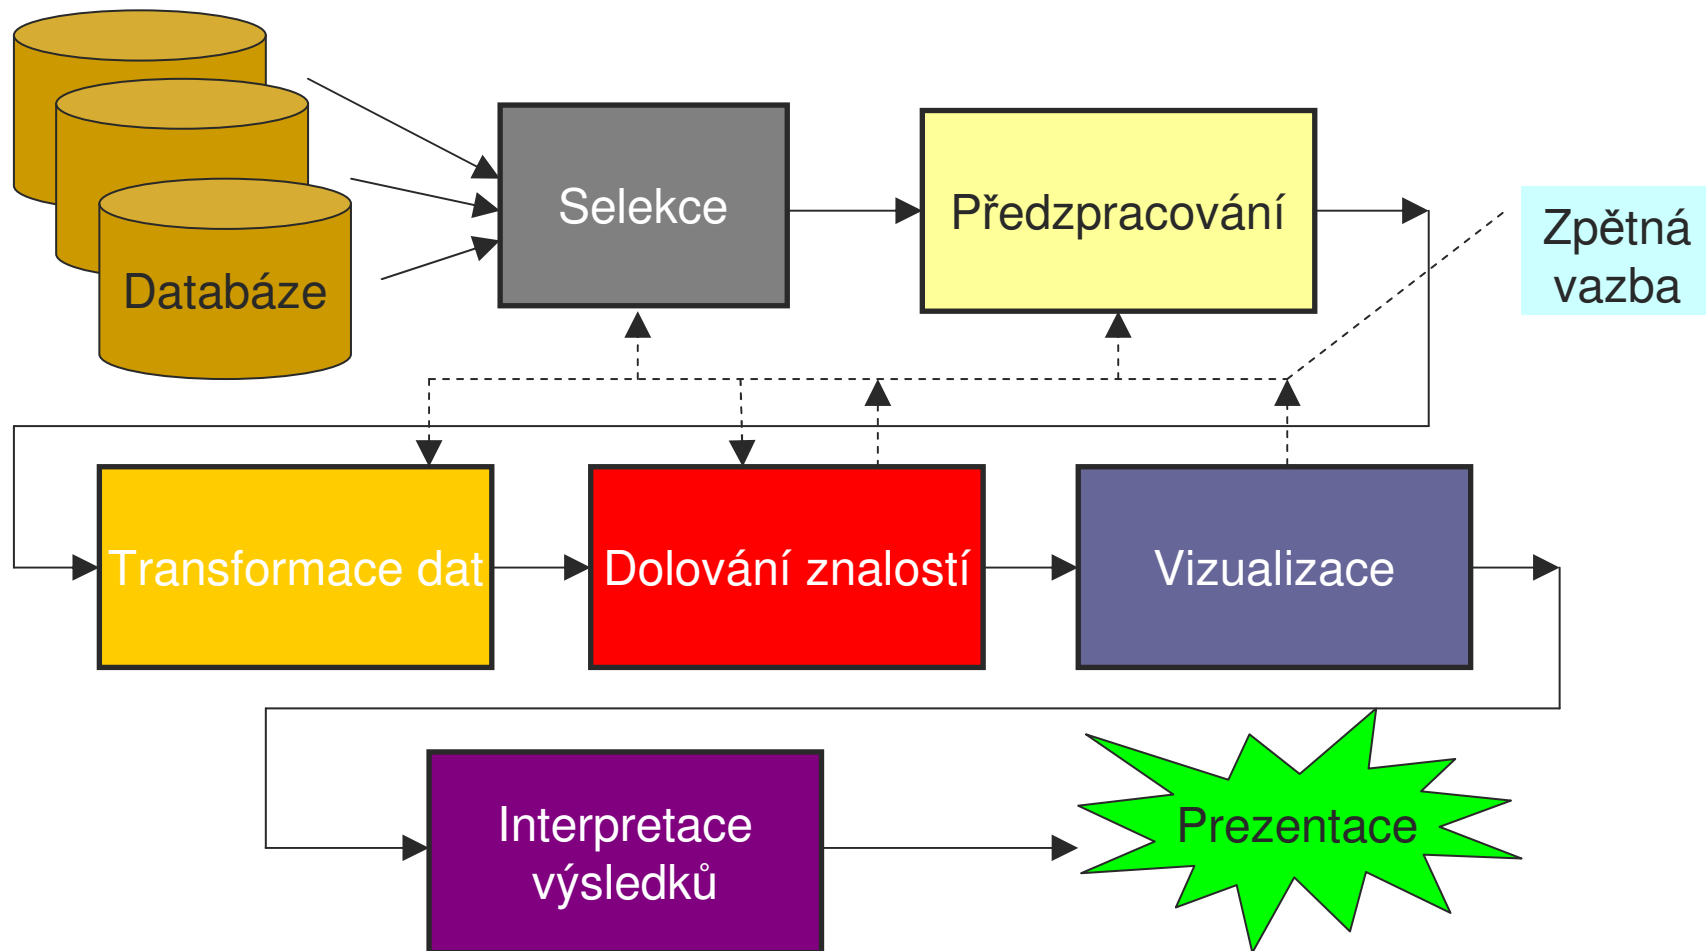 Databáze
Selekce
Předzpracování
Zpětná
vazba
Transformace dat
Dolování znalostí
Vizualizace
Interpretace
výsledků
Prezentace